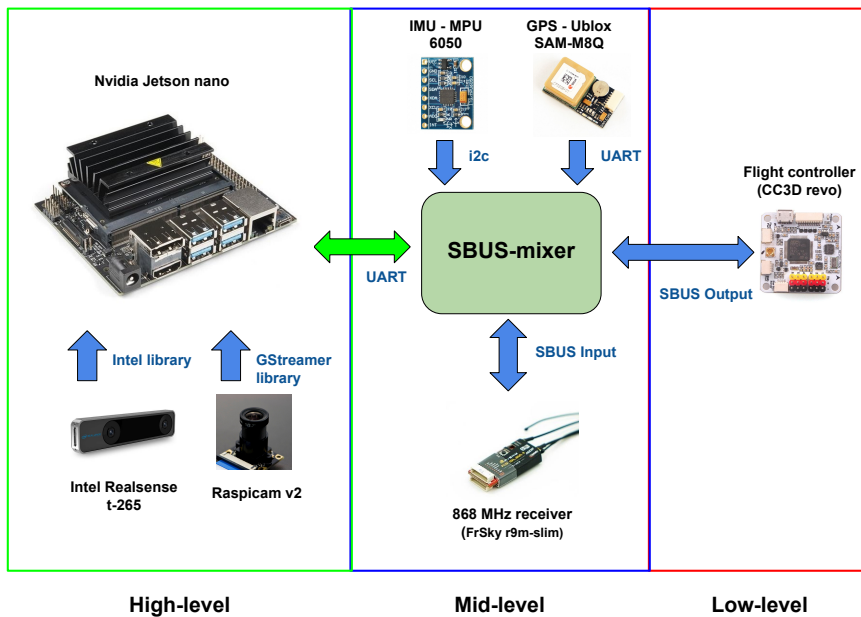 Nvidia Jetson nano
IMU - MPU
6050
GPS - Ublox
SAM-M8Q
i2c
UART
Flight controller
(CC3D revo)
SBUS-mixer
UART
SBUS Output
Intel library
GStreamer
library
SBUS Input
Intel Realsense
t-265
Raspicam v2
868 MHz receiver
(FrSky r9m-slim)
High-level
Mid-level
Low-level